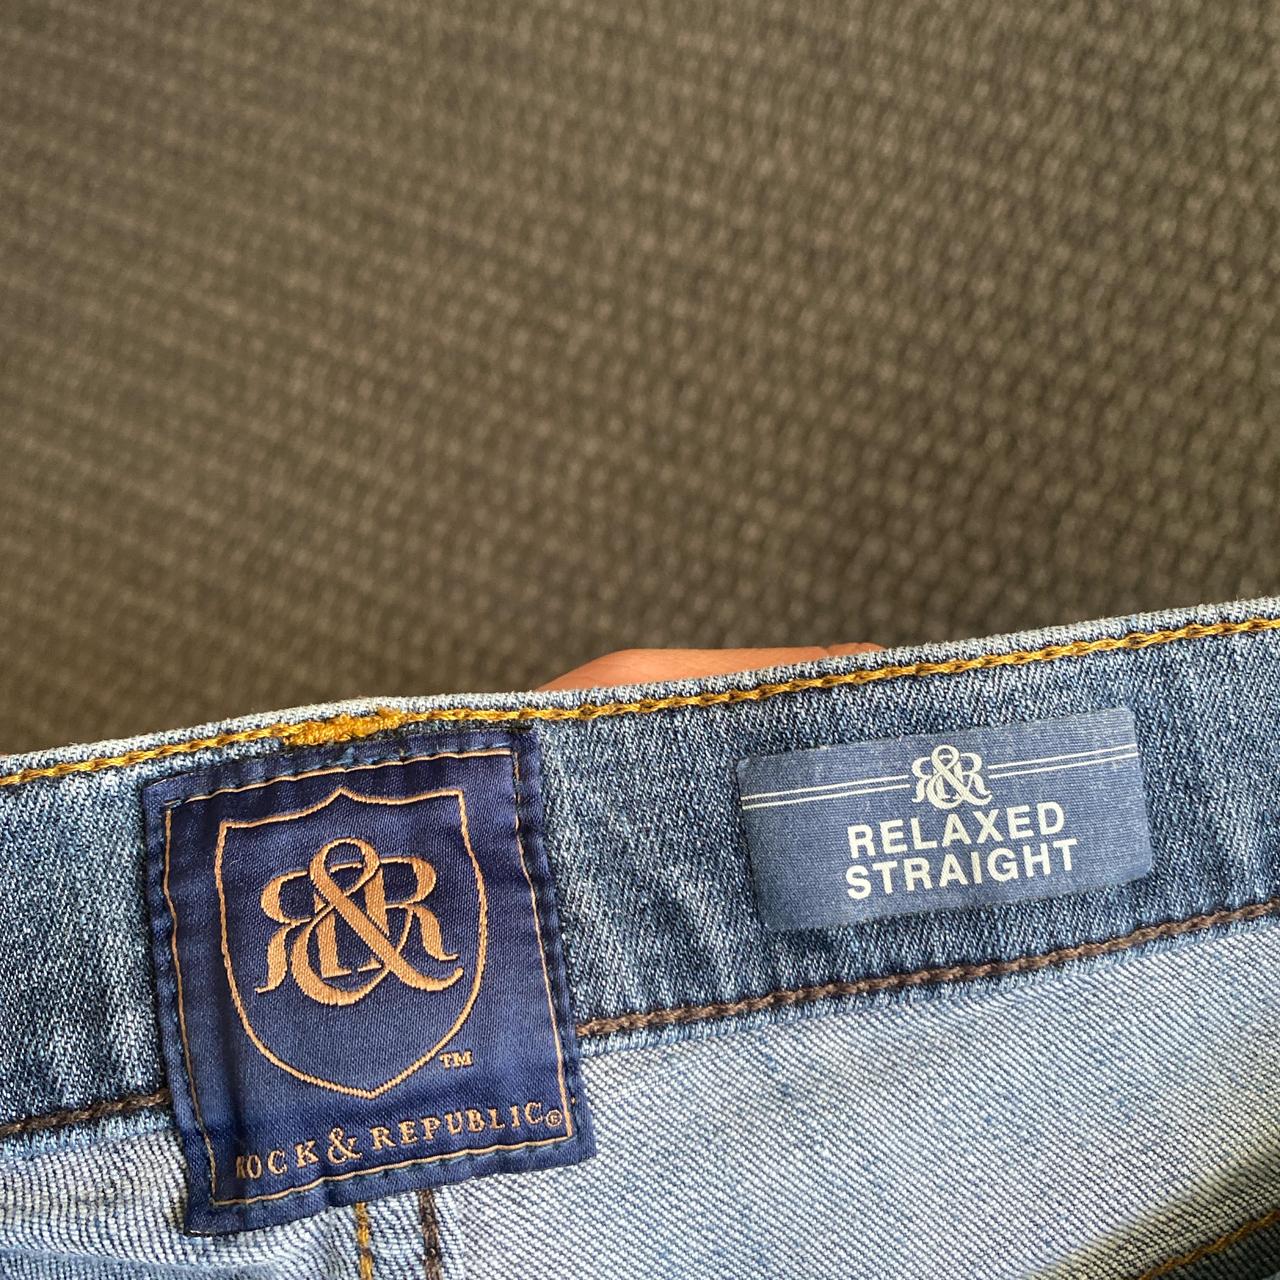 R&R
TM
ROCK & REPUBLIC©
R&R
RELAXED
STRAIGHT